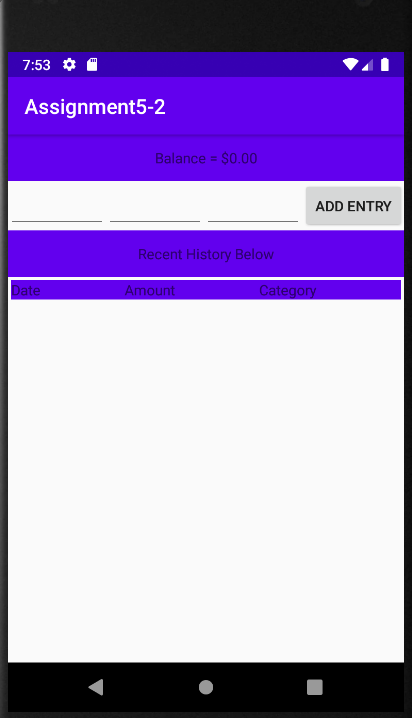 7:53
Assignment5-2
Balance = $0.00
ADD ENTRY
Recent History Below
Date Amount Category